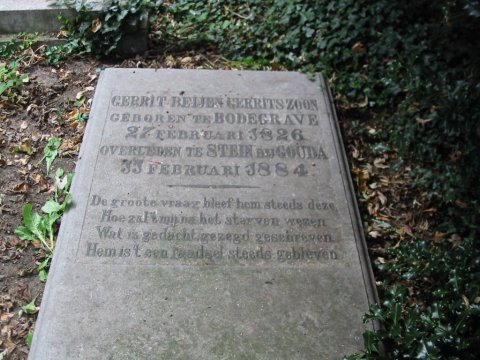 GERRIT BEIJEN GERRITSZOON
GEBOREN TE BODEGRAVE
27 FEBRUARI 1826
OVERLEDEN TE STEIN BIJ GOUDA
FEBRUARI 1884
De groote vraag bleef hem steeds deze
Hoe zal 't mij na het sterven wezen
Wat is gedacht, gezegd geschreven
Hem is't een raadsel steeds gebleven